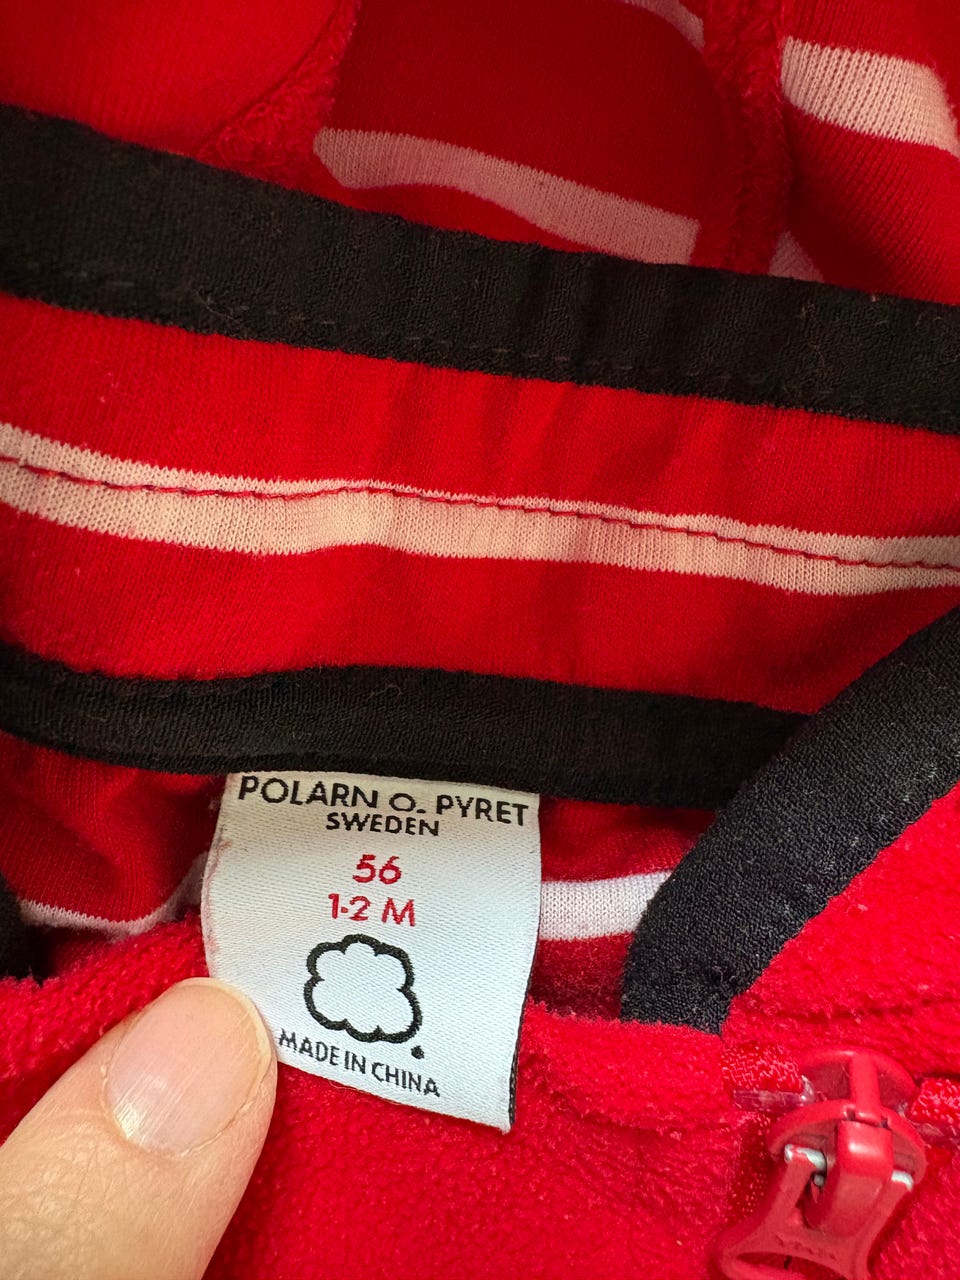 POLARN O. PYRET
SWEDEN
56
1-2 M
MADE IN CHINA